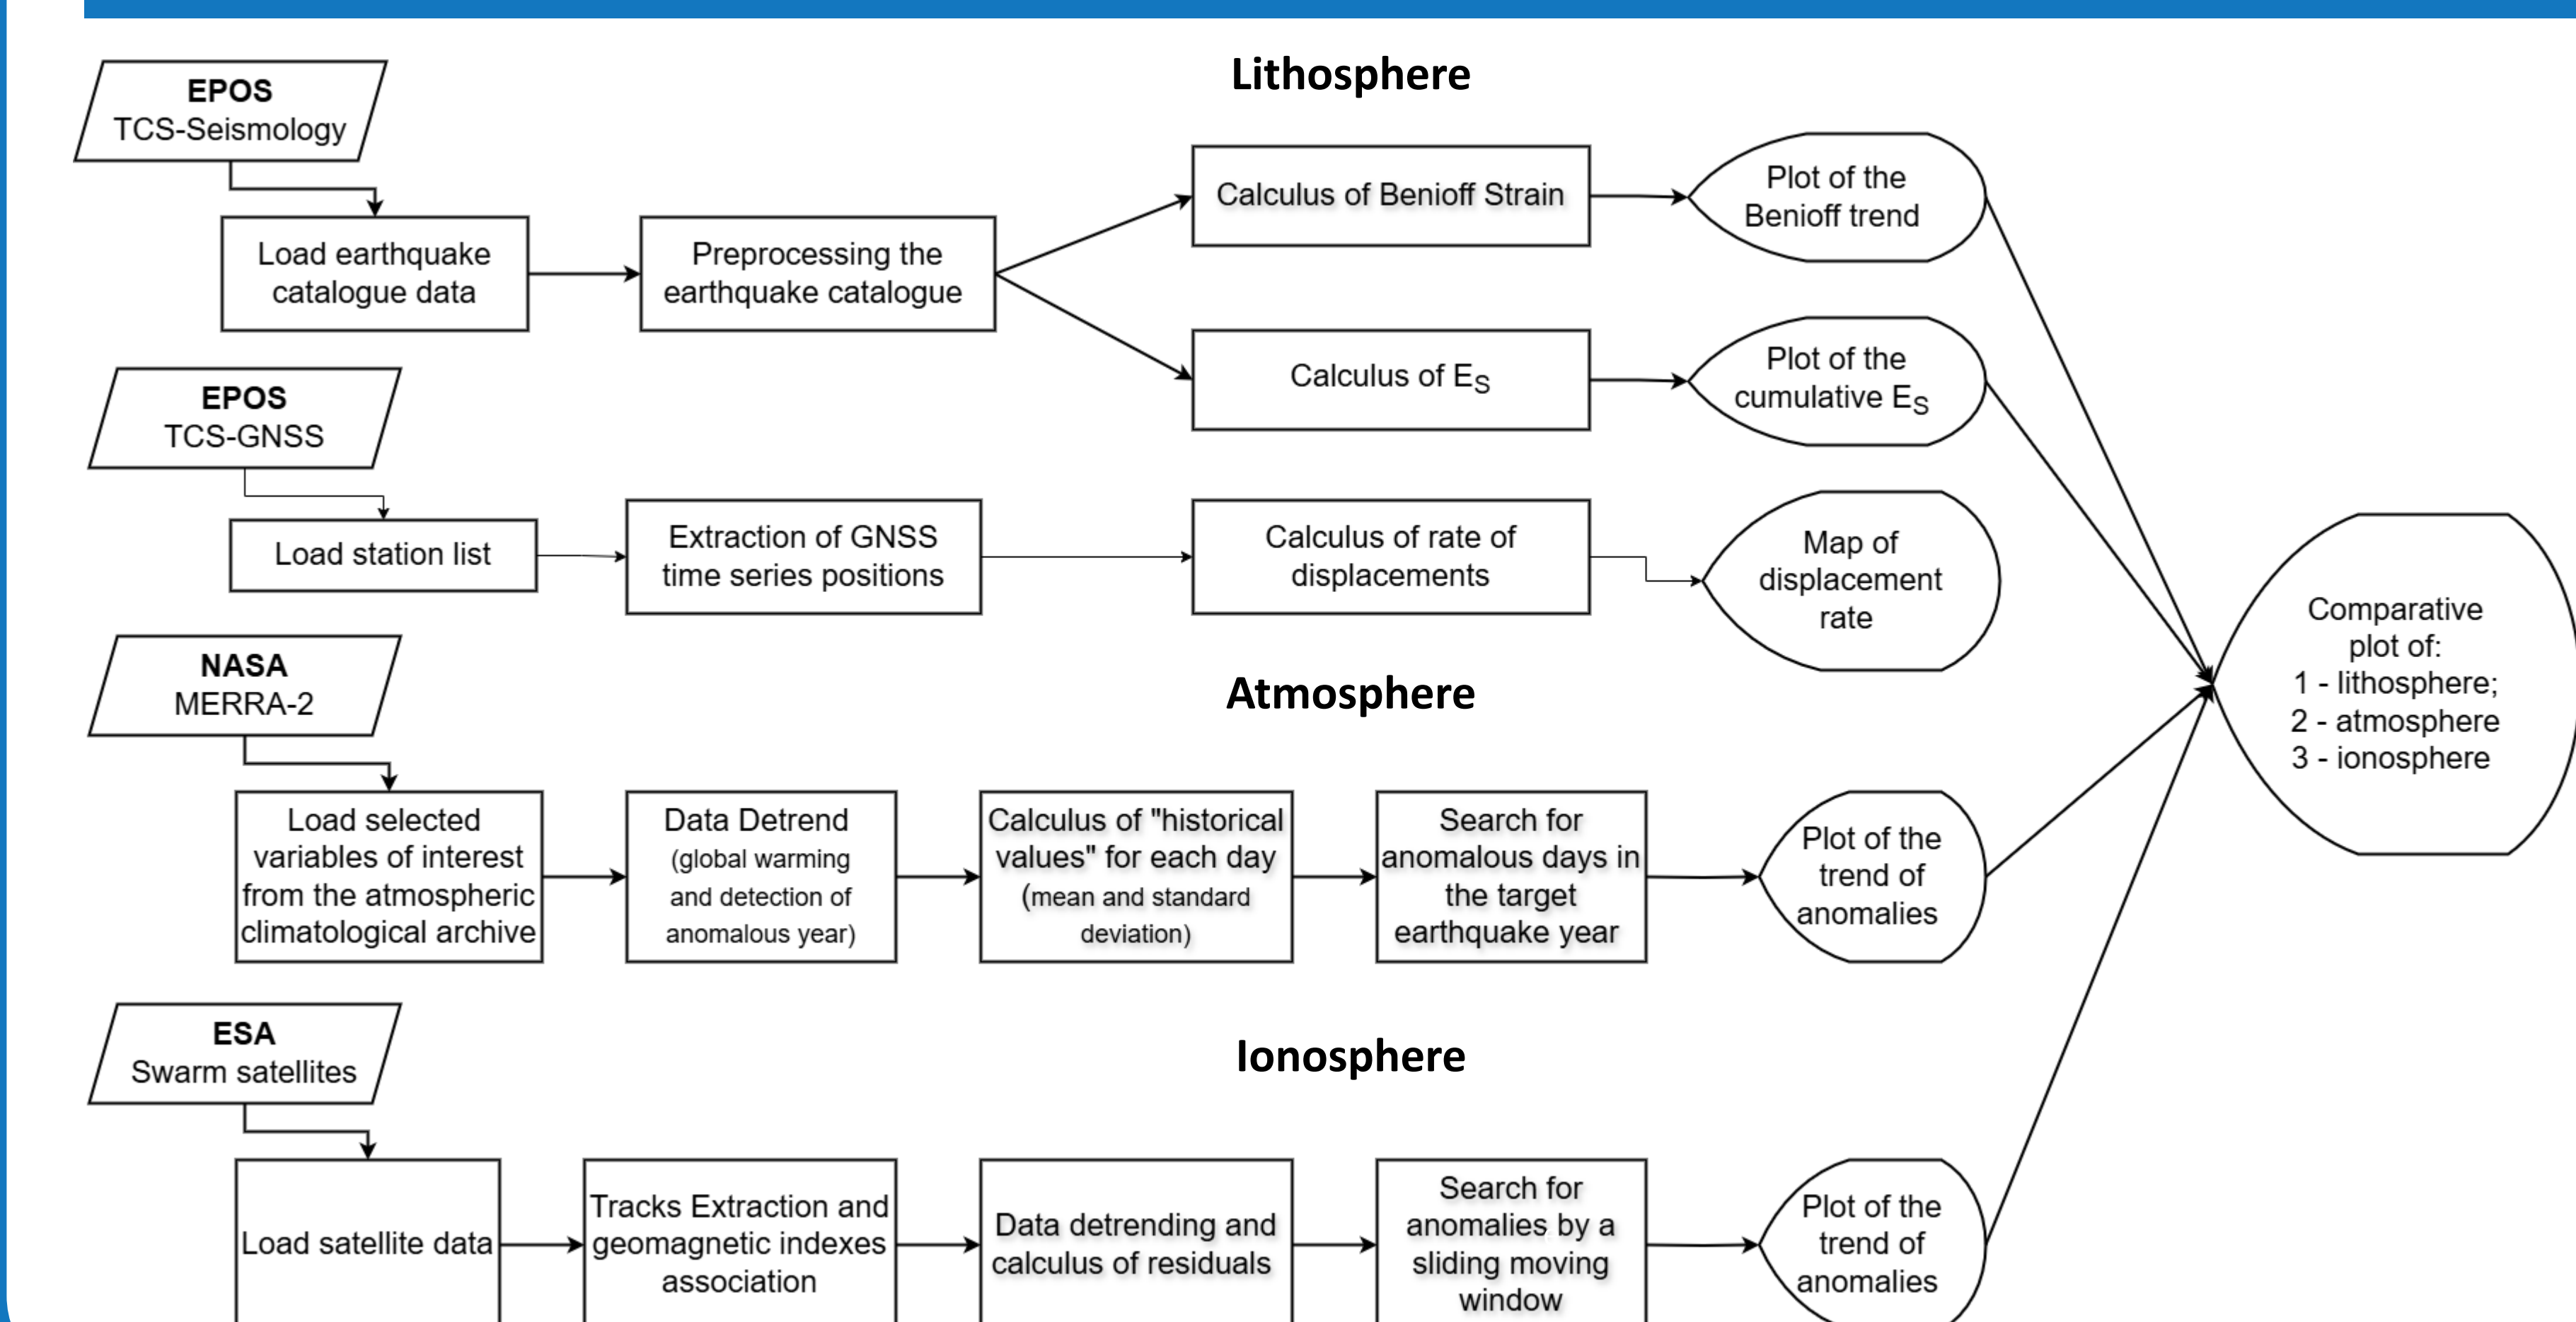 Lithosphere
EPOS
TCS-Seismology
Load earthquake
catalogue data
Preprocessing the
earthquake catalogue
Calculus of Benioff Strain
Plot of the
Benioff trend
Calculus of ES
Plot of the
cumulative ES
EPOS
TCS-GNSS
Load station list
Extraction of GNSS
time series positions
Calculus of rate of
displacements
Map of
displacement
rate
Atmosphere
NASA
MERRA-2
Load selected
variables of interest
from the atmospheric
climatological archive
Data Detrend
(global warming
and detection of
anomalous year)
Calculus of "historical
values" for each day
(mean and standard
deviation)
Search for
anomalous days in
the target
earthquake year
Plot of the
trend of
anomalies
Ionosphere
ESA
Swarm satellites
Load satellite data
Tracks Extraction and
geomagnetic indexes
association
Data detrending and
calculus of residuals
Search for
anomalies by a
sliding moving
window
Plot of the
trend of
anomalies
Comparative
plot of:
1 - lithosphere;
2 - atmosphere
3 - ionosphere